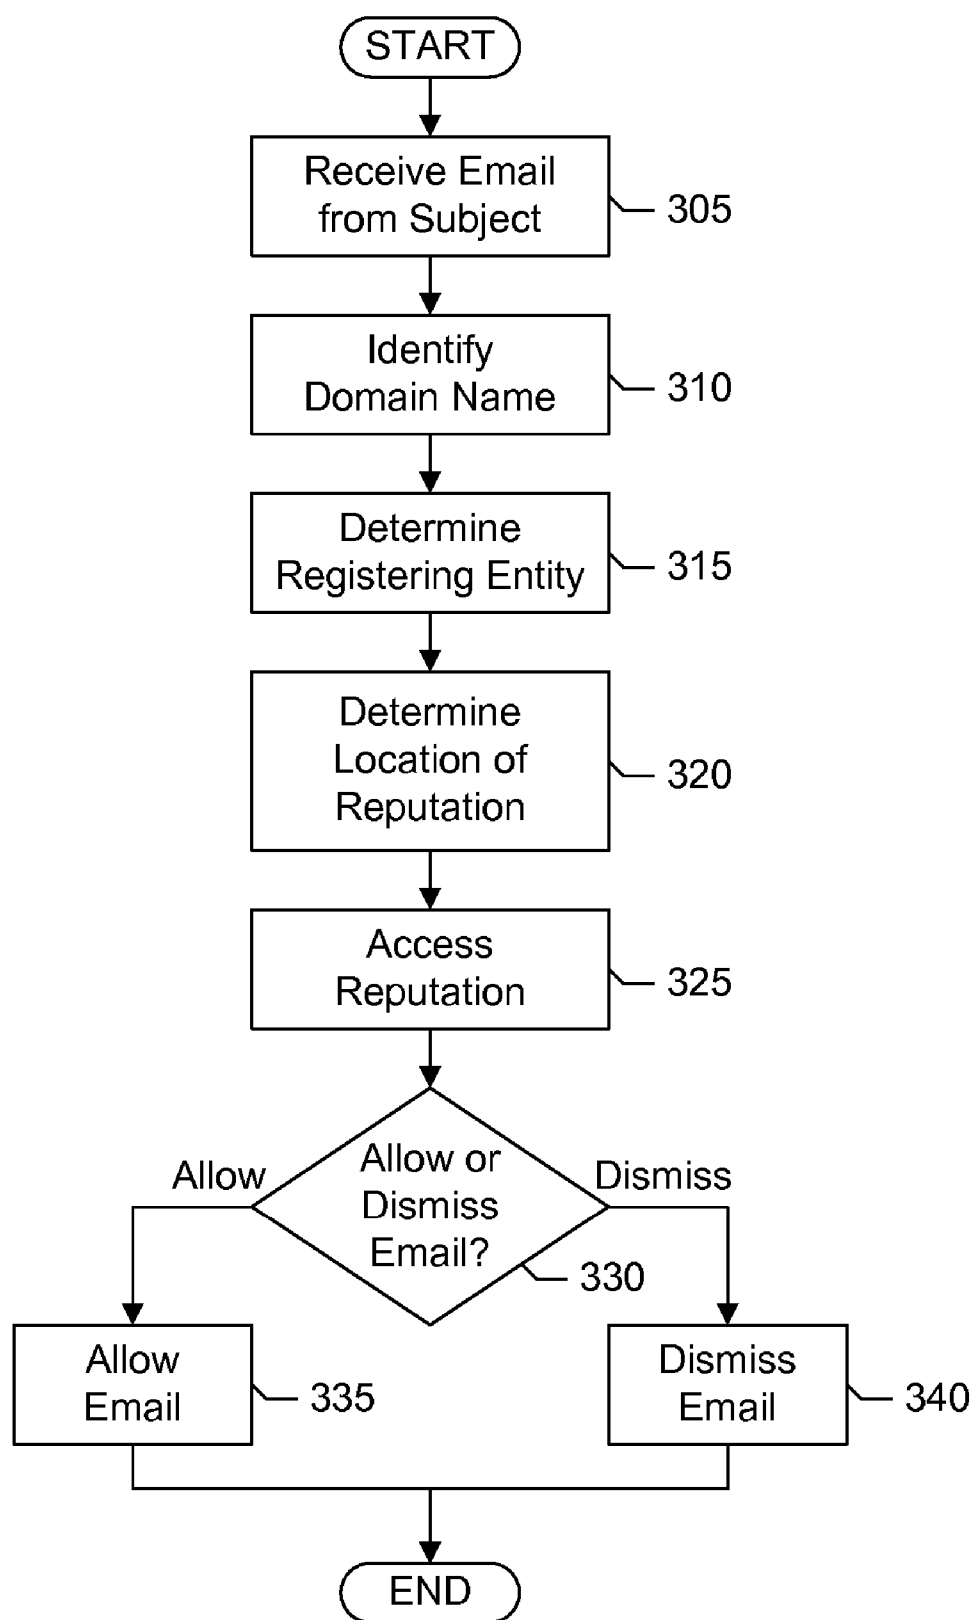 START
Receive Email
from Subject
305
Identify
Domain Name
310
Determine
Registering Entity
315
Determine
Location of
Reputation
320
Access
Reputation
325
Allow
Allow or
Dismiss
Email?
Dismiss
330
Allow
Email
335
Dismiss
Email
340
END